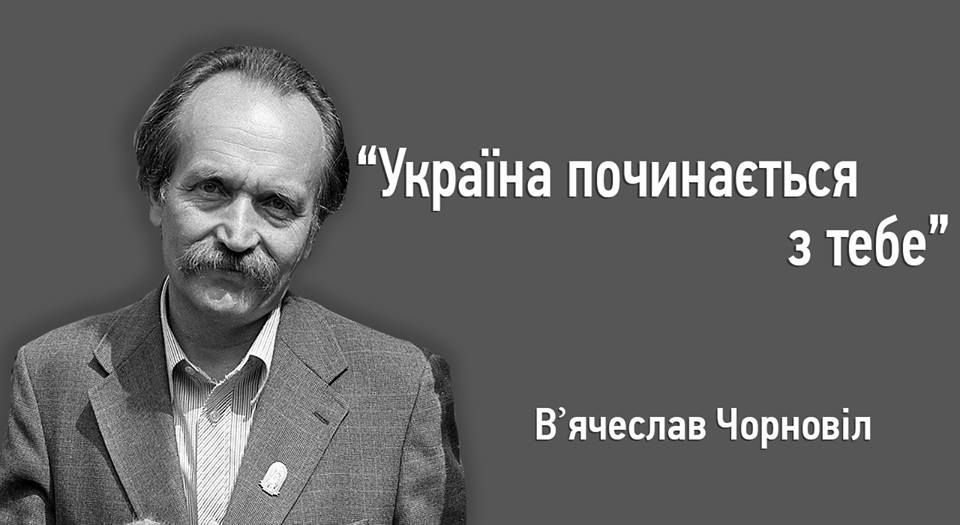 “Україна починається
з тебе”
В’ячеслав Чорновіл